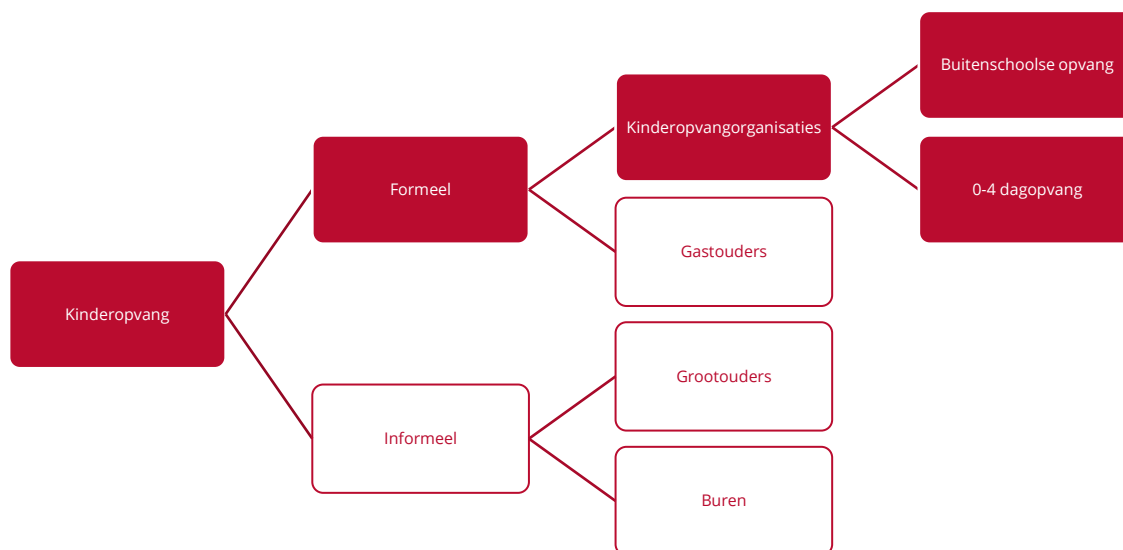 Buitenschoolse opvang
Kinderopvangorganisaties
Formeel
0-4 dagopvang
Gastouders
Kinderopvang
Grootouders
Informeel
Buren